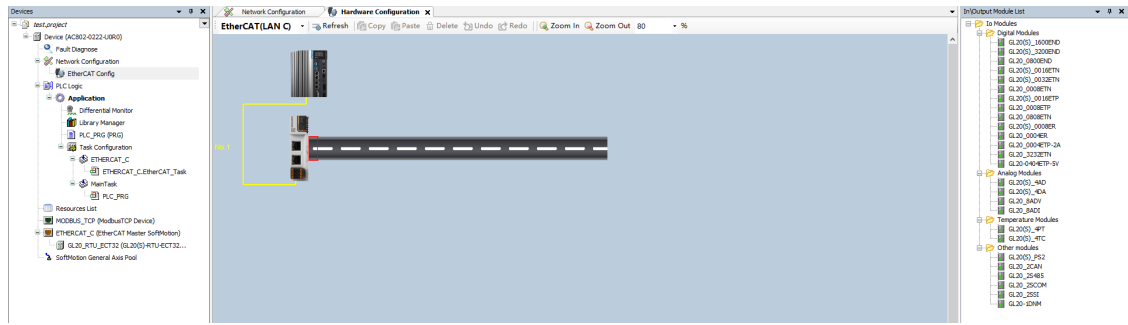 Devices
test.project
Device (AC802-0222-U0R0)
Fault Diagnose
Network Configuration
EtherCAT Config
PLC Logic
Application
Differential Monitor
Library Manager
PLC_PRG (PRG)
Task Configuration
ETHERCAT_C
ETHERCAT_C.EtherCAT_Task
MainTask
PLC_PRG
Resources List
MODBUS_TCP (ModbusTCP Device)
ETHERCAT_C (EtherCAT Master SoftMotion)
GL20_RTU_ECT32 (GL20(S)-RTU-ECT32...
SoftMotion General Axis Pool
Network Configuration Hardware Configuration x
EtherCAT(LAN C) Refresh Copy Paste Delete Undo Redo Zoom In Zoom Out 80 %
No 1
In\Output Module List
Io Modules
Digital Modules
GL20(S)_1600END
GL20(S)_3200END
GL20_0800END
GL20(S)_0016ETN
GL20(S)_0032ETN
GL20_0008ETN
GL20(S)_0016ETP
GL20_0008ETP
GL20_0808ETN
GL20(S)_0008ER
GL20_0004ER
GL20_0004ETP-2A
GL20_3232ETN
GL20-0404ETP-5V
Analog Modules
GL20(S)_4AD
GL20(S)_4DA
GL20_8ADV
GL20_8ADI
Temperature Modules
GL20(S)_4PT
GL20(S)_4TC
Other modules
GL20(S)_PS2
GL20_2CAN
GL20_2S485
GL20_2SCOM
GL20_2SSI
GL20-1DNM